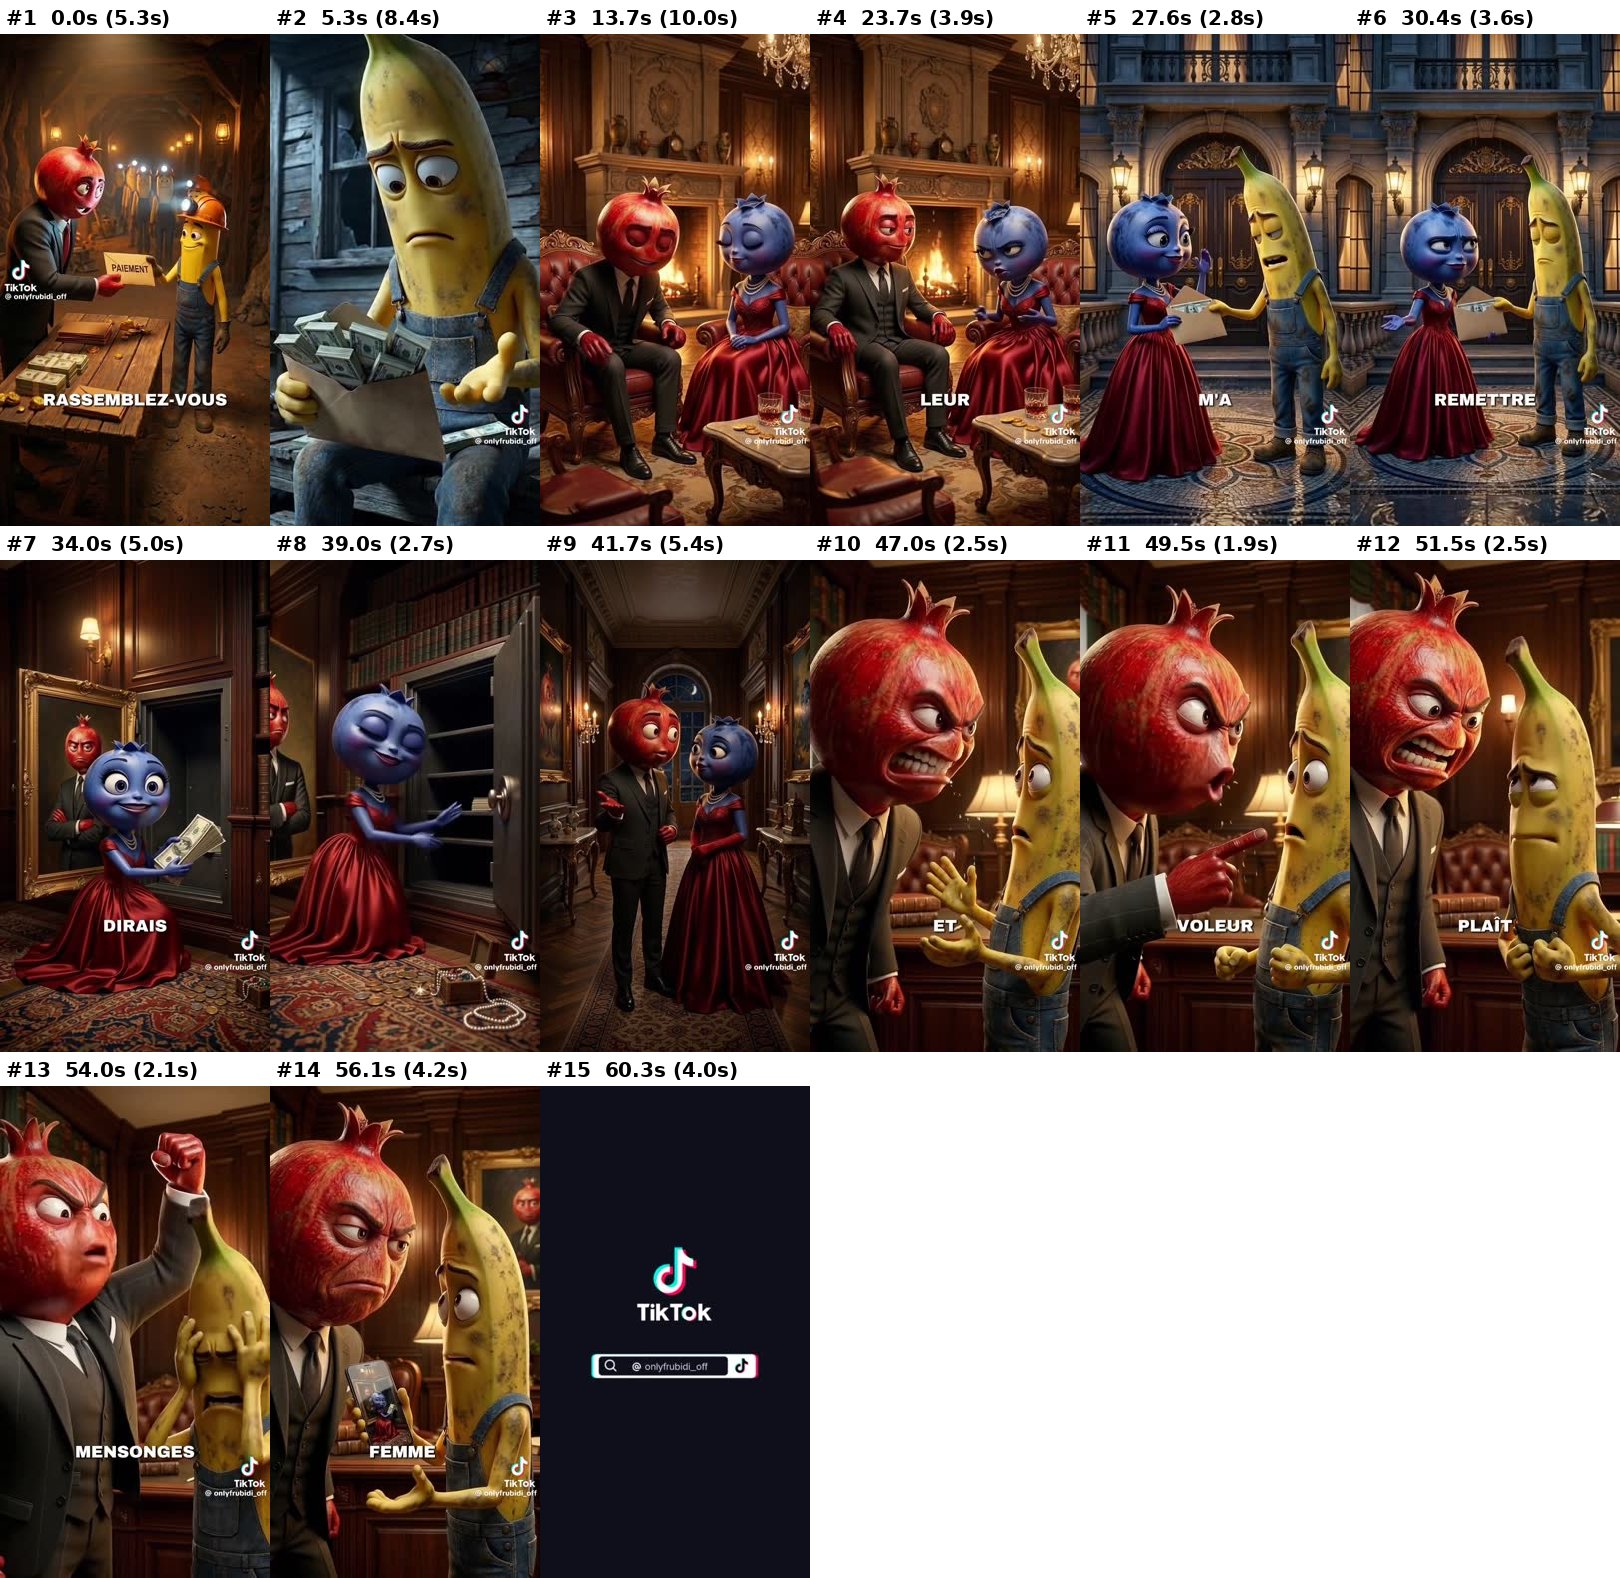 #1 0.0s (5.3s)
#2 5.3s (8.4s)
#3 13.7s (10.0s)
#4 23.7s (3.9s)
#5 27.6s (2.8s)
#6 30.4s (3.6s)
PAIEMENT
TikTok
@ onlyfrubidi_off
RASSEMBLEZ-VOUS
TikTok
@ onlyfrubidi_off
TikTok
@ onlyfrubidi_off
LEUR
TikTok
@ onlyfrubidi_off
M'A
TikTok
@ onlyfrubidi_off
REMETTRE
TikTok
@ onlyfrubidi_off
#7 34.0s (5.0s)
#8 39.0s (2.7s)
#9 41.7s (5.4s)
#10 47.0s (2.5s)
#11 49.5s (1.9s)
#12 51.5s (2.5s)
DIRAIS
TikTok
@ onlyfrubidi_off
TikTok
@ onlyfrubidi_off
TikTok
@ onlyfrubidi_off
ET
TikTok
@ onlyfrubidi_off
VOLEUR
TikTok
@ onlyfrubidi_off
PLAÎT
TikTok
@ onlyfrubidi_off
#13 54.0s (2.1s)
#14 56.1s (4.2s)
#15 60.3s (4.0s)
MENSONGES
TikTok
@ onlyfrubidi_off
FEMME
TikTok
@ onlyfrubidi_off
TikTok
@ onlyfrubidi_off